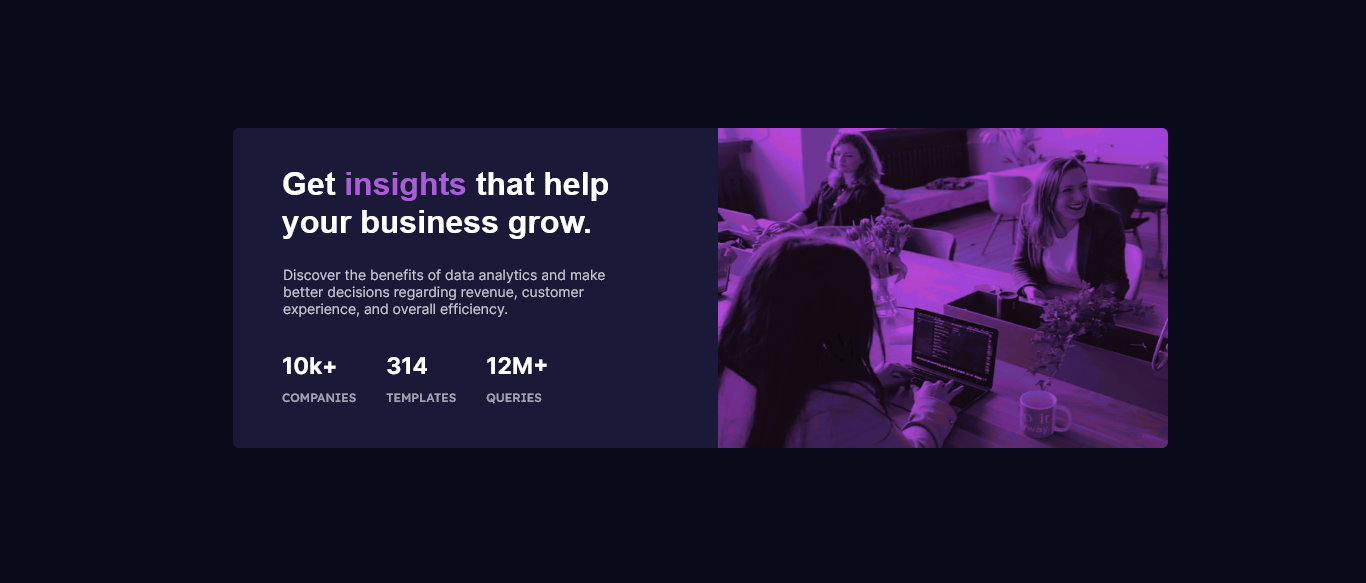 Get insights that help
your business grow.
Discover the benefits of data analytics and make
better decisions regarding revenue, customer
experience, and overall efficiency.
10k+ 314 12M+
COMPANIES TEMPLATES QUERIES